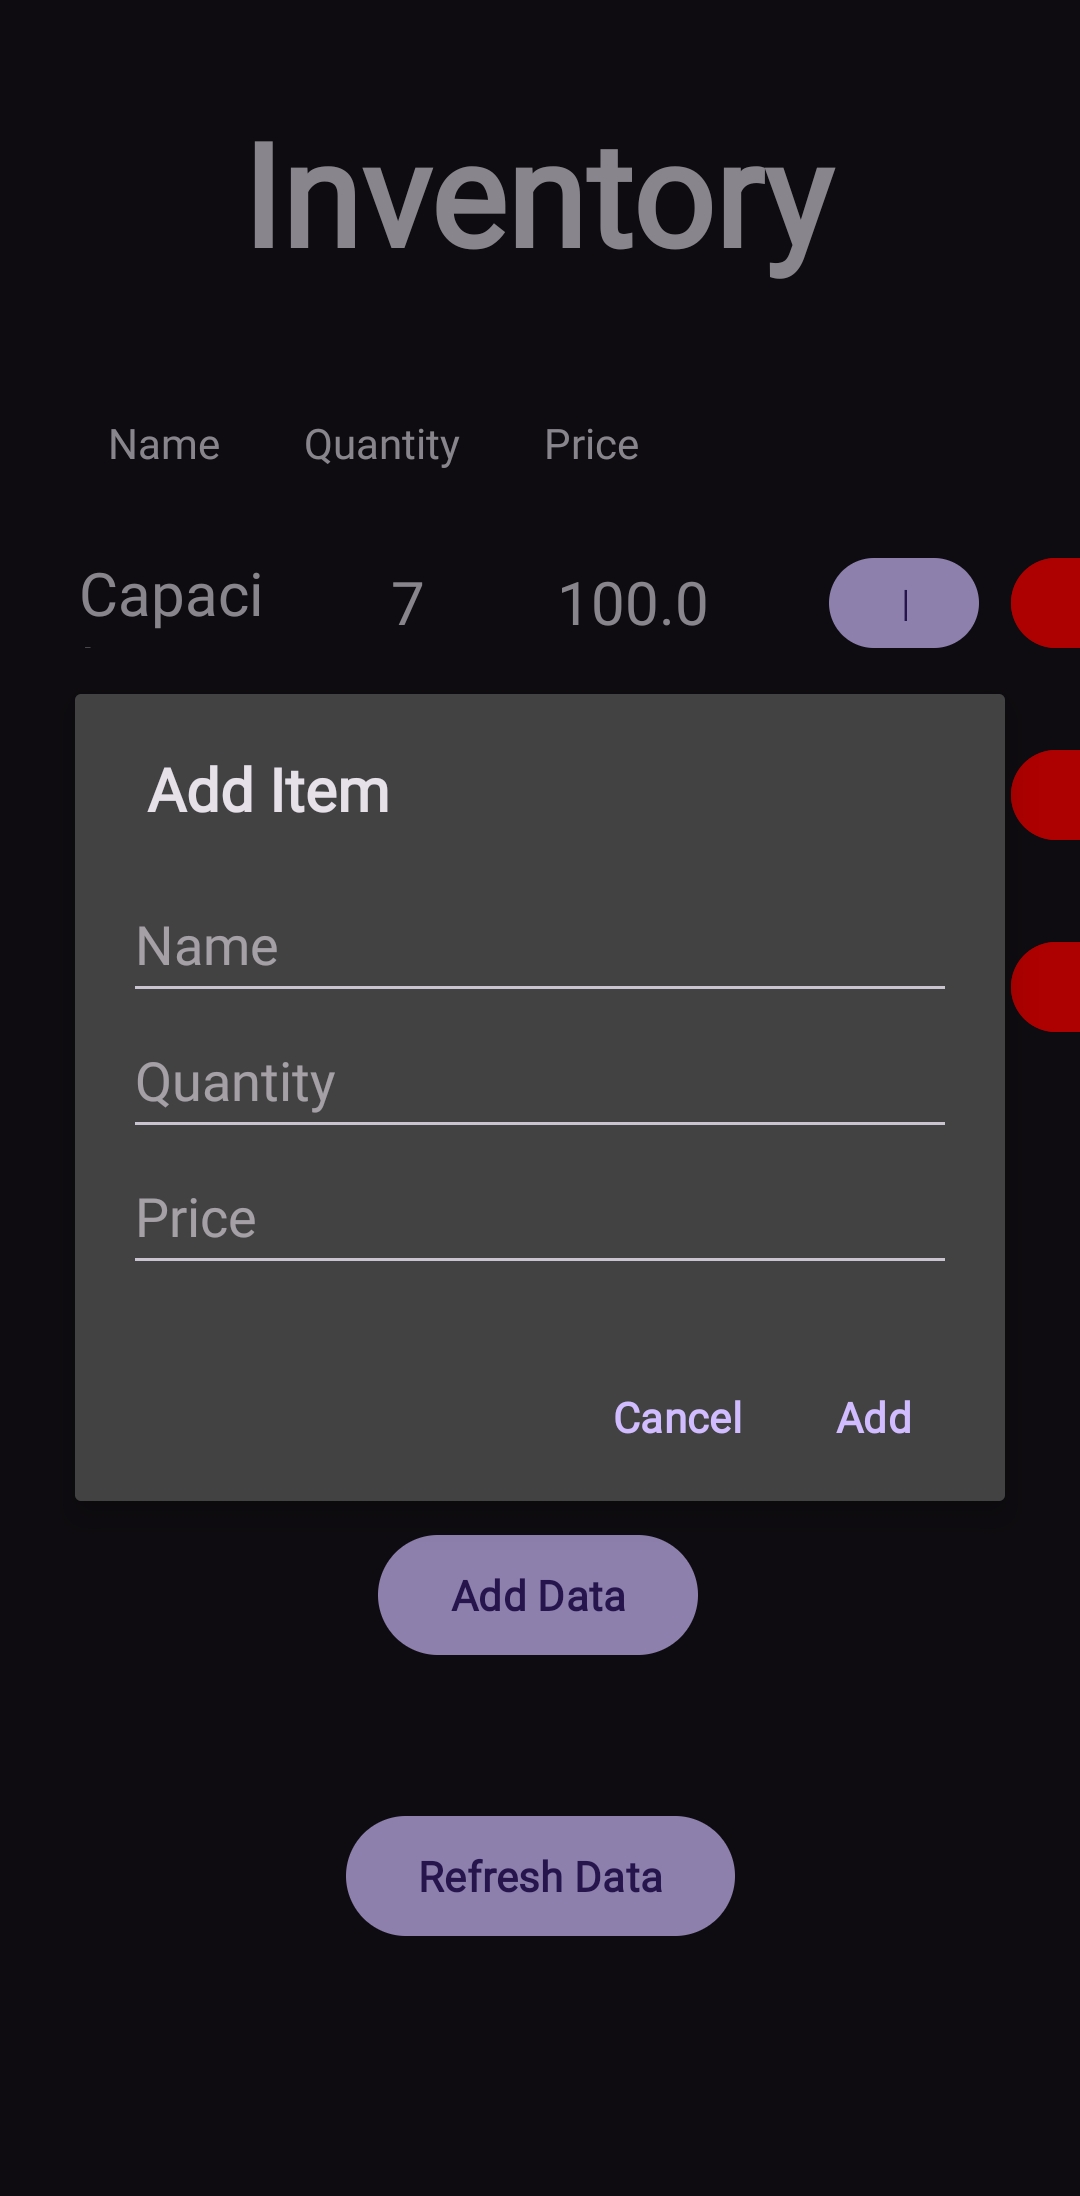 Inventory
Name Quantity Price
Capaci 7 100.0
Add Item
Name
Quantity
Price
Cancel Add
Add Data
Refresh Data